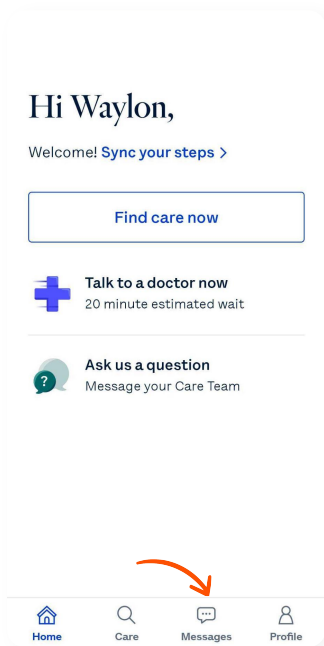 Hi Waylon,
Welcome! Sync your steps >
Find care now
Talk to a doctor now
20 minute estimated wait
Ask us a question
?
Message your Care Team
Home Care Messages Profile